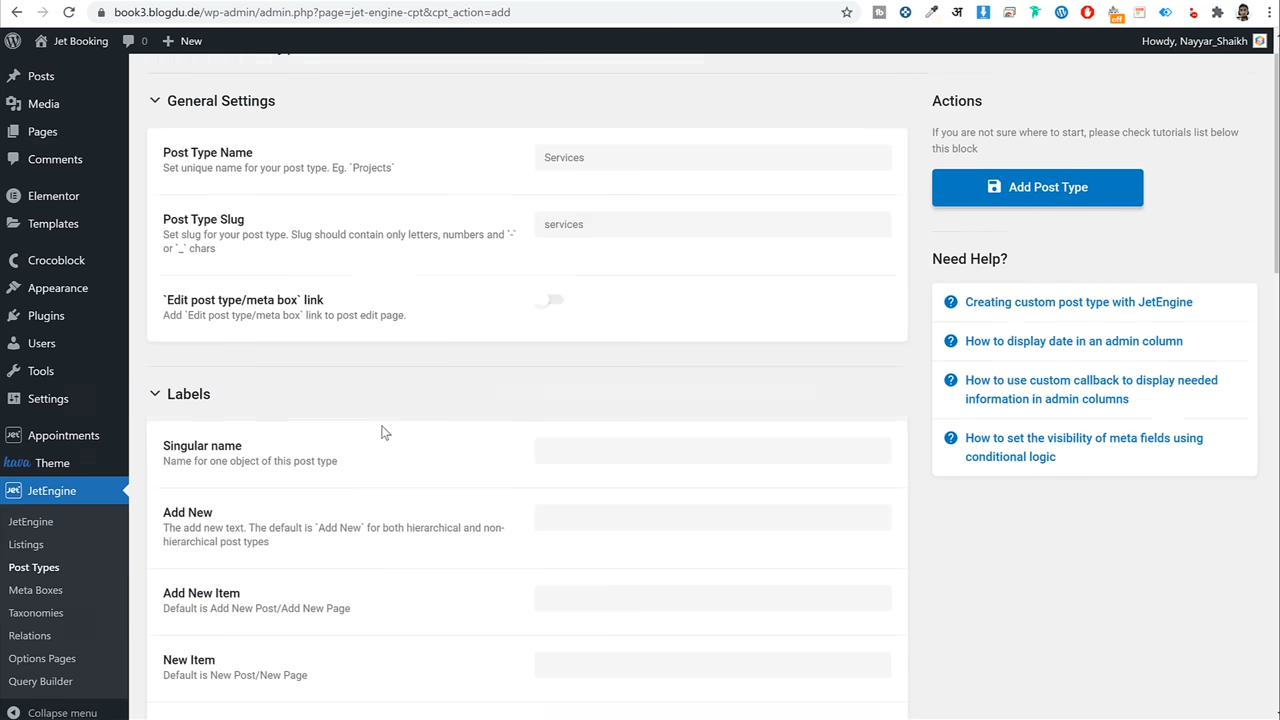 book3.blogdu.de/wp-admin/admin.php?page=jet-engine-cpt&cpt_action=add
off
Jet Booking
0
New
Howdy, Nayyar_Shaikh
Posts
Media
Pages
Comments
Elementor
Templates
Crocoblock
Appearance
Plugins
Users
Tools
Settings
Appointments
Theme
JetEngine
JetEngine
Listings
Post Types
Meta Boxes
Taxonomies
Relations
Options Pages
Query Builder
Collapse menu
General Settings
Post Type Name
Set unique name for your post type. Eg. `Projects`
Services
Post Type Slug
Set slug for your post type. Slug should contain only letters, numbers and `-`
or `_` chars
services
`Edit post type/meta box` link
Add `Edit post type/meta box` link to post edit page.
Labels
Singular name
Name for one object of this post type
Add New
The add new text. The default is `Add New` for both hierarchical and non-
hierarchical post types
Add New Item
Default is Add New Post/Add New Page
New Item
Default is New Post/New Page
Actions
If you are not sure where to start, please check tutorials list below
this block
Add Post Type
Need Help?
Creating custom post type with JetEngine
How to display date in an admin column
How to use custom callback to display needed
information in admin columns
How to set the visibility of meta fields using
conditional logic